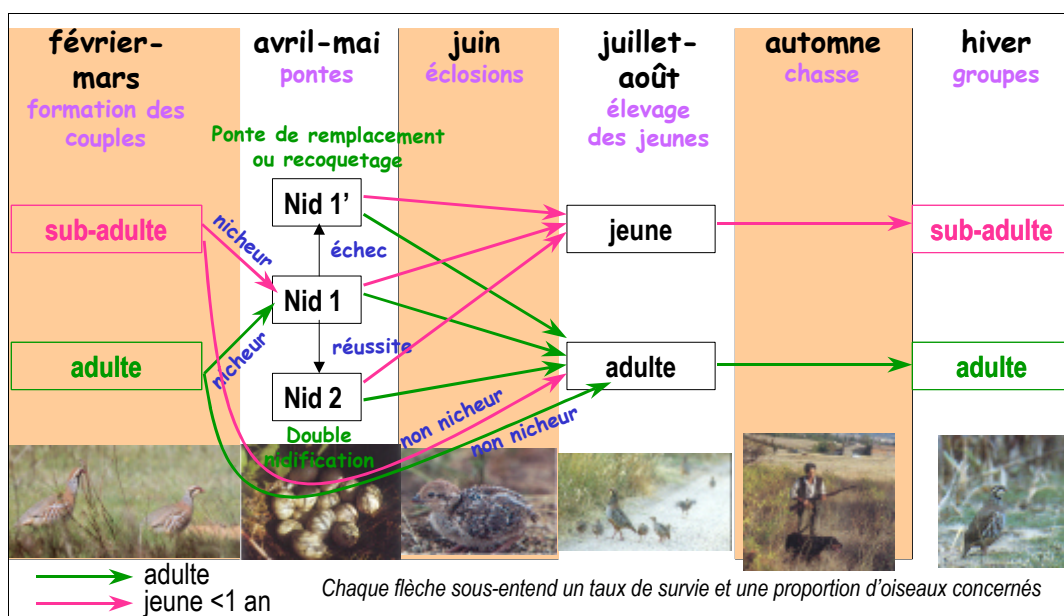 février-
mars
formation des
couples
avril-mai
pontes
juin
éclosions
juillet-
août
élevage
des jeunes
automne
chasse
hiver
groupes
Ponte de remplacement
ou recoquetage
Nid 1'
sub-adulte
nicheur
échec
jeune
sub-adulte
Nid 1
nicheur
réussite
adulte
adulte
adulte
Nid 2
non nicheur
non nicheur
Double
nidification
adulte
jeune <1 an
Chaque flèche sous-entend un taux de survie et une proportion d'oiseaux concernés